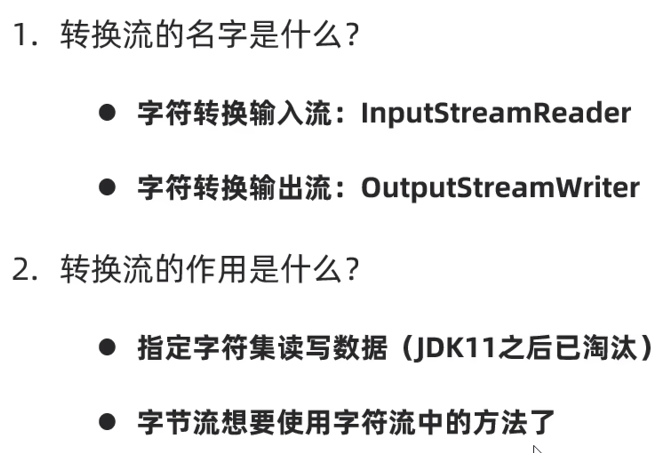 1. 转换流的名字是什么？
● 字符转换输入流：InputStreamReader
● 字符转换输出流：OutputStreamWriter
2. 转换流的作用是什么？
● 指定字符集读写数据（JDK11之后已淘汰）
● 字节流想要使用字符流中的方法了